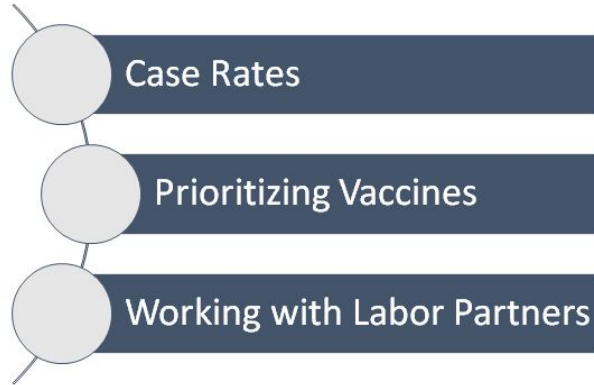 Case Rates
Prioritizing Vaccines
Working with Labor Partners